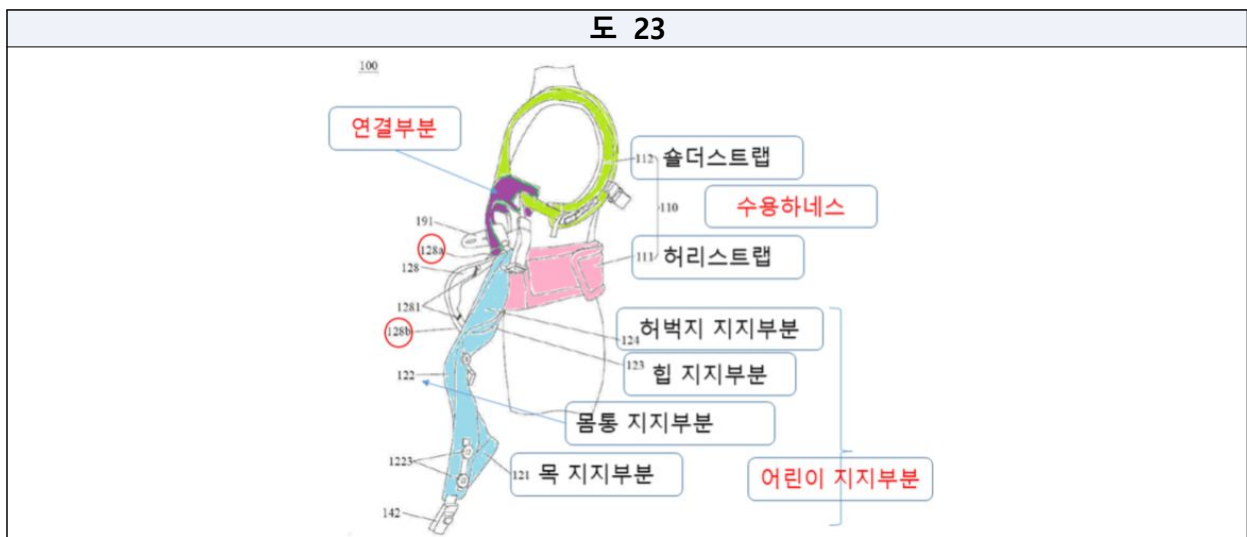 도 23
100
연결부분
112 숄더스트랩
110 수용하네스
191
128a
111 허리스트랩
128
1281
128b
124 허벅지 지지부분
123 힙 지지부분
122
몸통 지지부분
1223
121 목 지지부분
어린이 지지부분
142